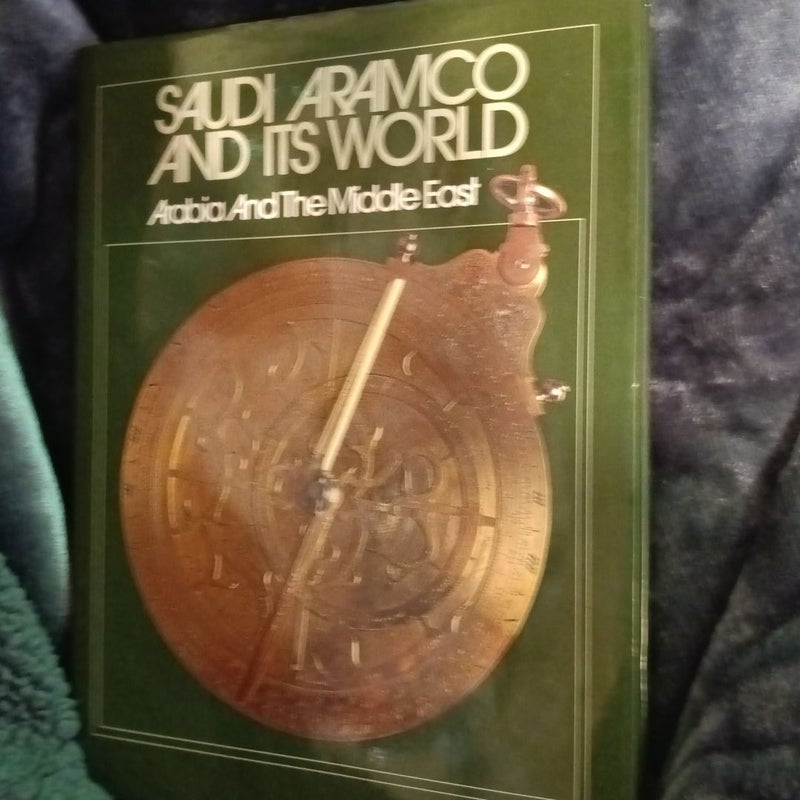 SAUDI ARAMCO
AND ITS WORLD
Arabia And The Middle East